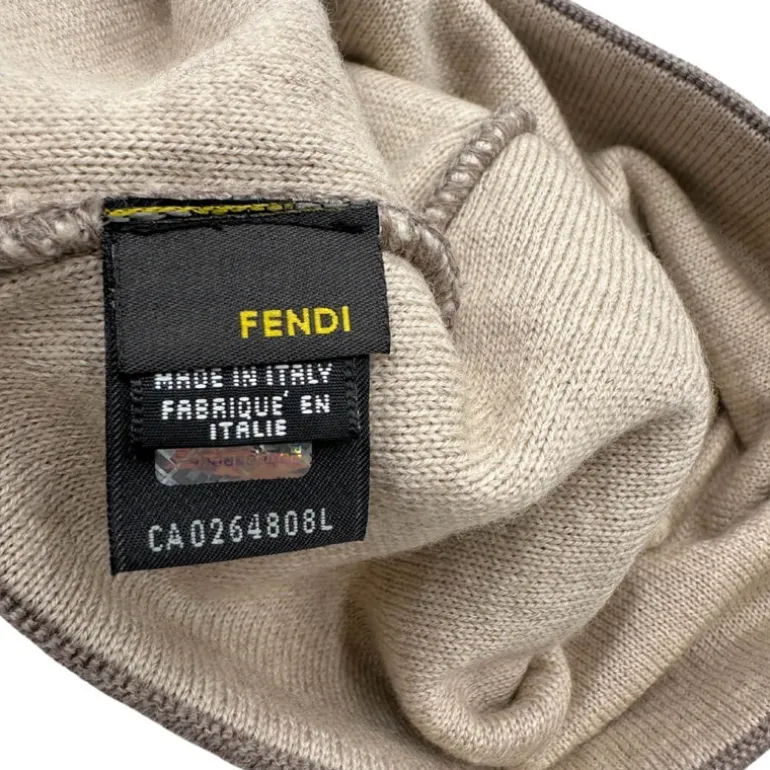 FENDI
MADE IN ITALY
FABRIQUE' EN
ITALIE
CA0264808L